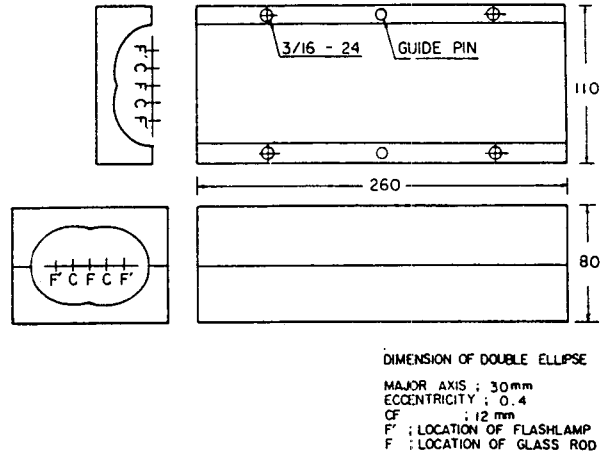 F' C F C F'
3/16 - 24
GUIDE PIN
110
260
F' C F C F'
80
DIMENSION OF DOUBLE ELLIPSE
MAJOR AXIS ; 30mm
ECCENTRICITY ; 0.4
CF ; 12 mm
F' ; LOCATION OF FLASHLAMP
F ; LOCATION OF GLASS ROD